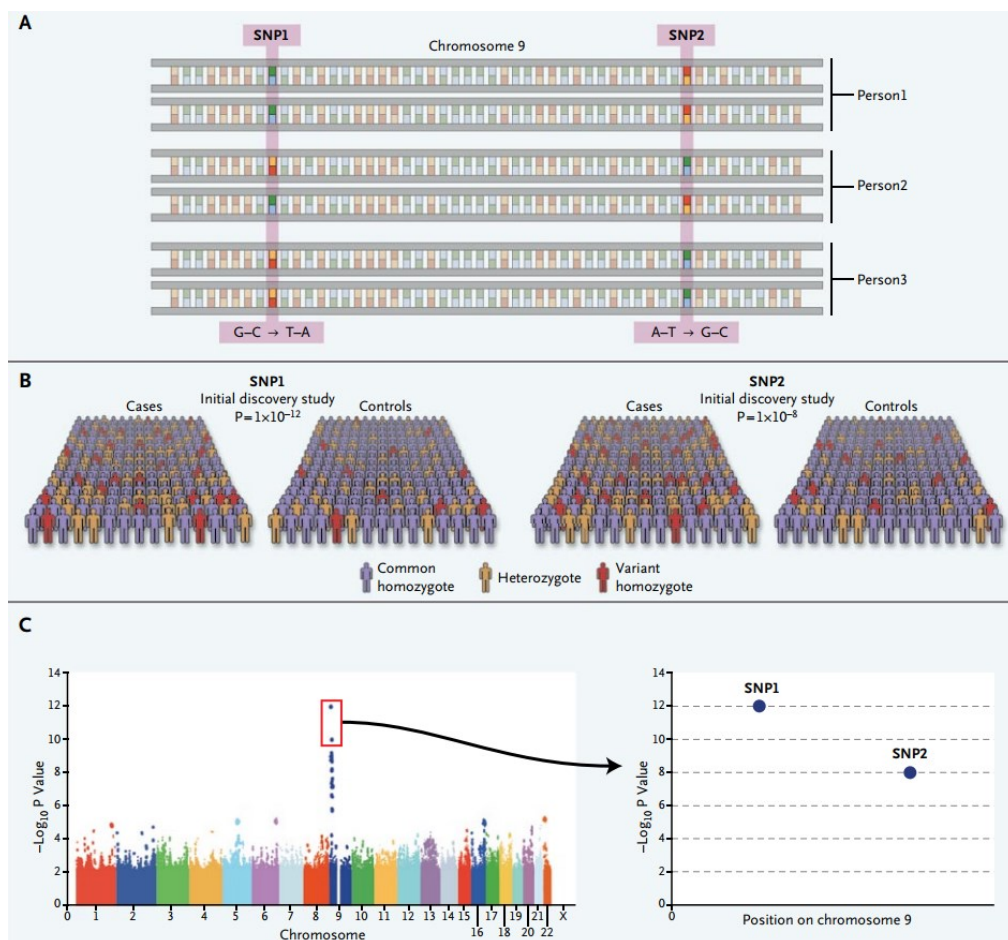 A
SNP1
Chromosome 9
SNP2
Person1
Person2
Person3
G–C → T–A
A–T → G–C
B
SNP1
Initial discovery study
P=1×10⁻¹²
Cases
Controls
SNP2
Initial discovery study
P=1×10⁻⁸
Cases
Controls
Common homozygote
Heterozygote
Variant homozygote
C
14
12
10
8
6
4
2
0
−Log₁₀ P Value
0 1 2 3 4 5 6 7 8 9 10 11 12 13 14 15 16 17 18 19 20 21 22 X
Chromosome
14
12
10
8
6
4
2
0
−Log₁₀ P Value
SNP1
SNP2
0
Position on chromosome 9